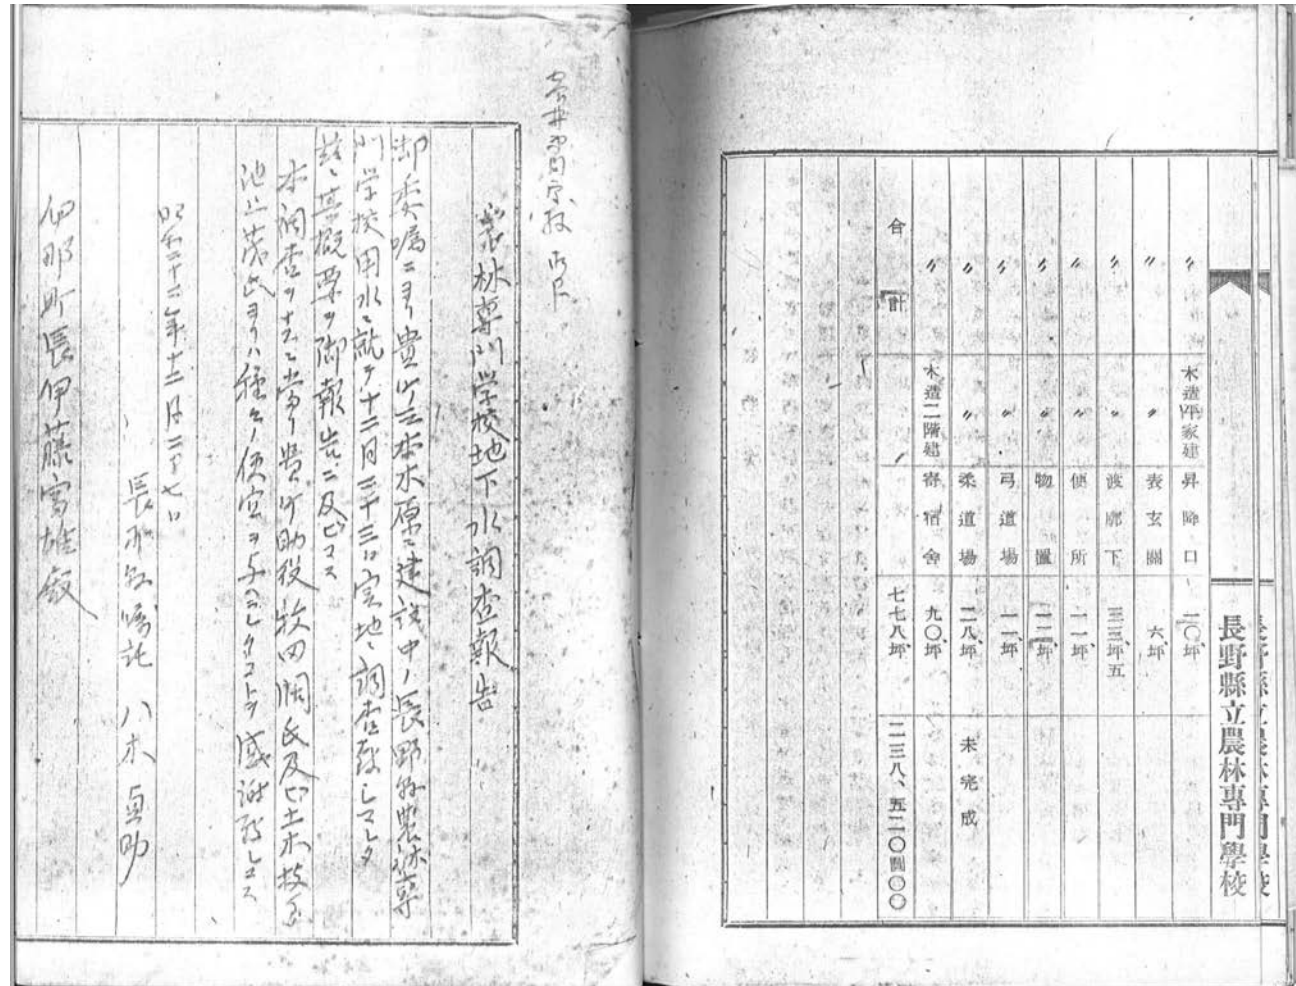 長野縣立農林專門學校
〃 木造平家建 昇降口 二〇、坪
〃 〃 表玄關 六、坪
〃 〃 渡廊下 三三、坪五
〃 〃 便所 一一、坪
〃 〃 物置 一二、坪
〃 〃 弓道場 一一、坪
〃 〃 柔道場 二八、坪 未完成
〃 木造二階建 寄宿舍 九〇、坪
合計 七七八、坪 二三八、五二〇圓〇〇
農林専門学校地下水調査報告
御委嘱ニヨリ貴町三本木原ニ建設中ノ長野縣農林専
門学校用水ニ就テ十二月二十三日実地ニ調査致シマシタ
茲ニ其概要ヲ御報告ニ及ビマス
本調査ヲナスニ當リ貴町助役牧田 氏及ビ土木技手
池上茂氏ヨリハ種々ノ便宜ヲ与ヘラレタコトヲ感謝致シマス
昭和二十二年十二月二十七日
長野縣嘱託 八木貞助
伊那町長伊藤富雄殿